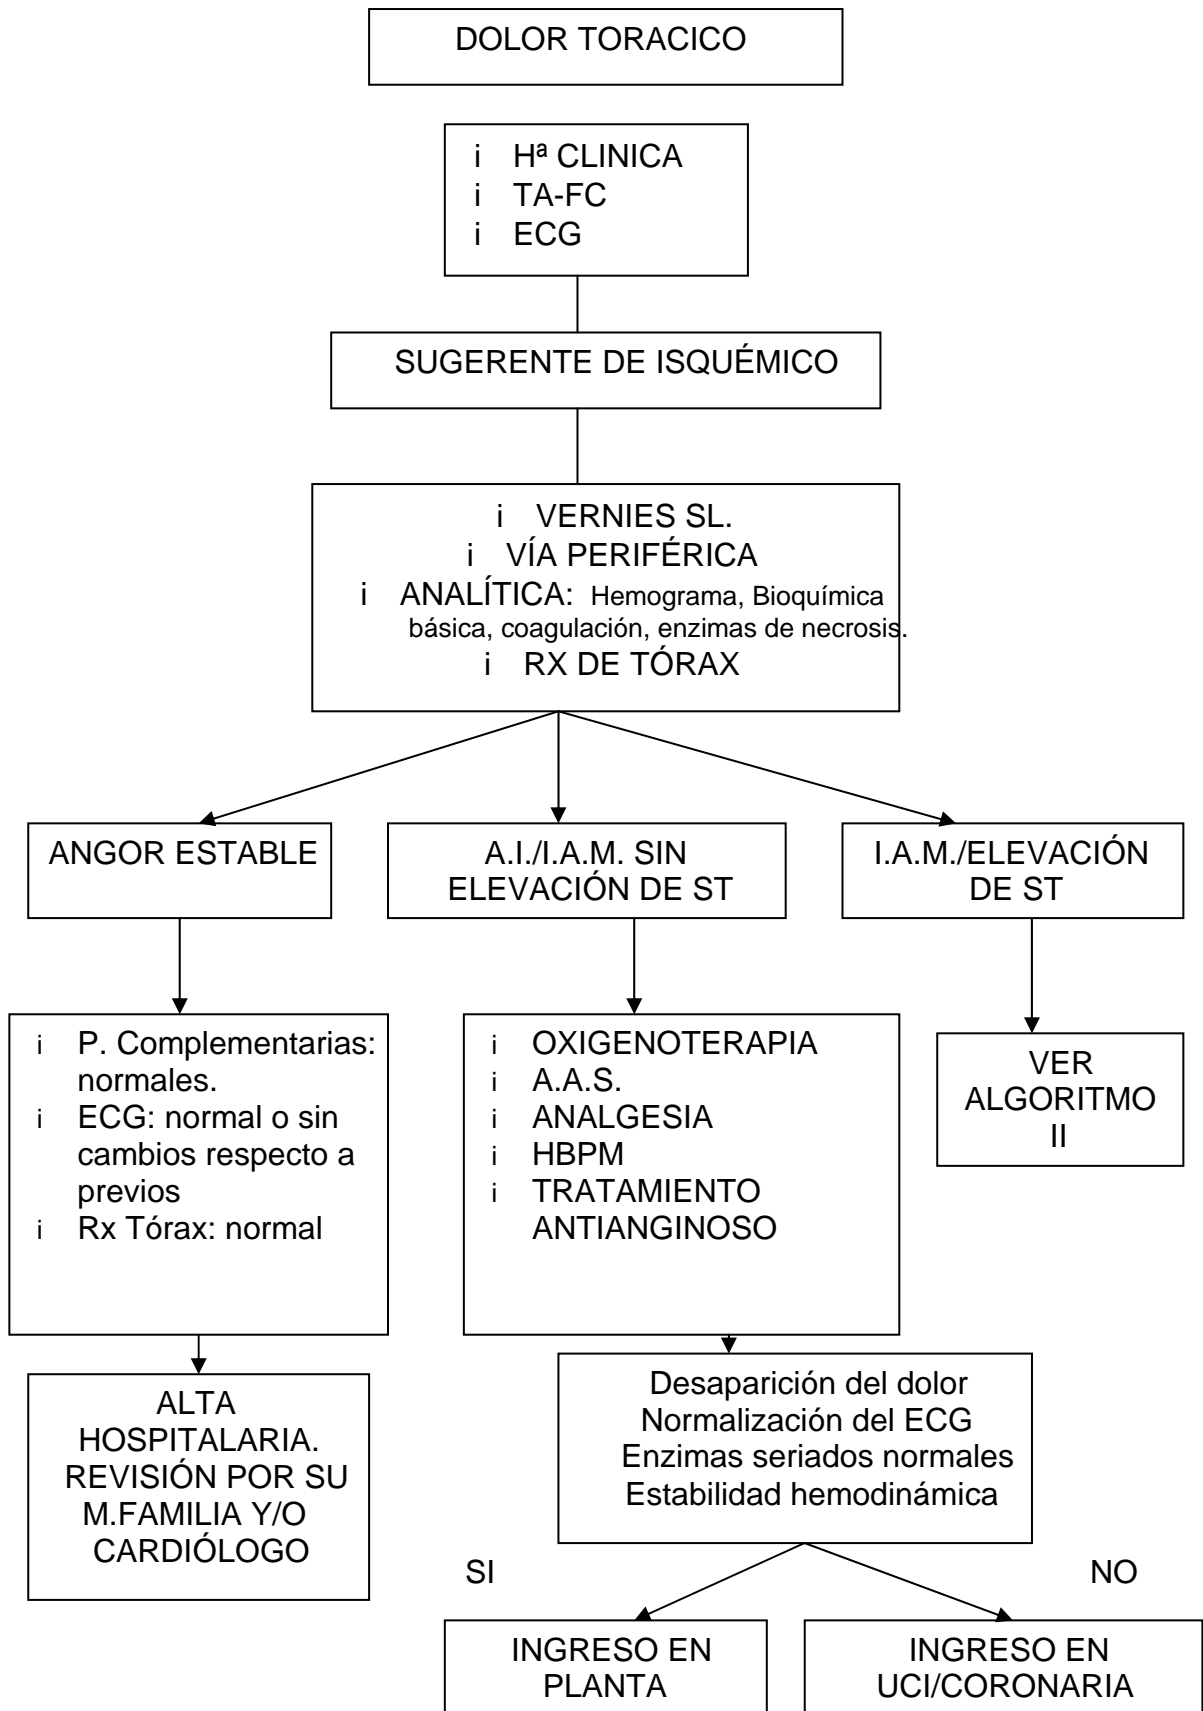 DOLOR TORACICO
i Hª CLINICA
i TA-FC
i ECG
SUGERENTE DE ISQUÉMICO
i VERNIES SL.
i VÍA PERIFÉRICA
i ANALÍTICA: Hemograma, Bioquímica
básica, coagulación, enzimas de necrosis.
i RX DE TÓRAX
ANGOR ESTABLE
A.I./I.A.M. SIN
ELEVACIÓN DE ST
I.A.M./ELEVACIÓN
DE ST
i P. Complementarias:
normales.
i ECG: normal o sin
cambios respecto a
previos
i Rx Tórax: normal
i OXIGENOTERAPIA
i A.A.S.
i ANALGESIA
i HBPM
i TRATAMIENTO
ANTIANGINOSO
VER
ALGORITMO
II
ALTA
HOSPITALARIA.
REVISIÓN POR SU
M.FAMILIA Y/O
CARDIÓLOGO
Desaparición del dolor
Normalización del ECG
Enzimas seriados normales
Estabilidad hemodinámica
SI
NO
INGRESO EN
PLANTA
INGRESO EN
UCI/CORONARIA